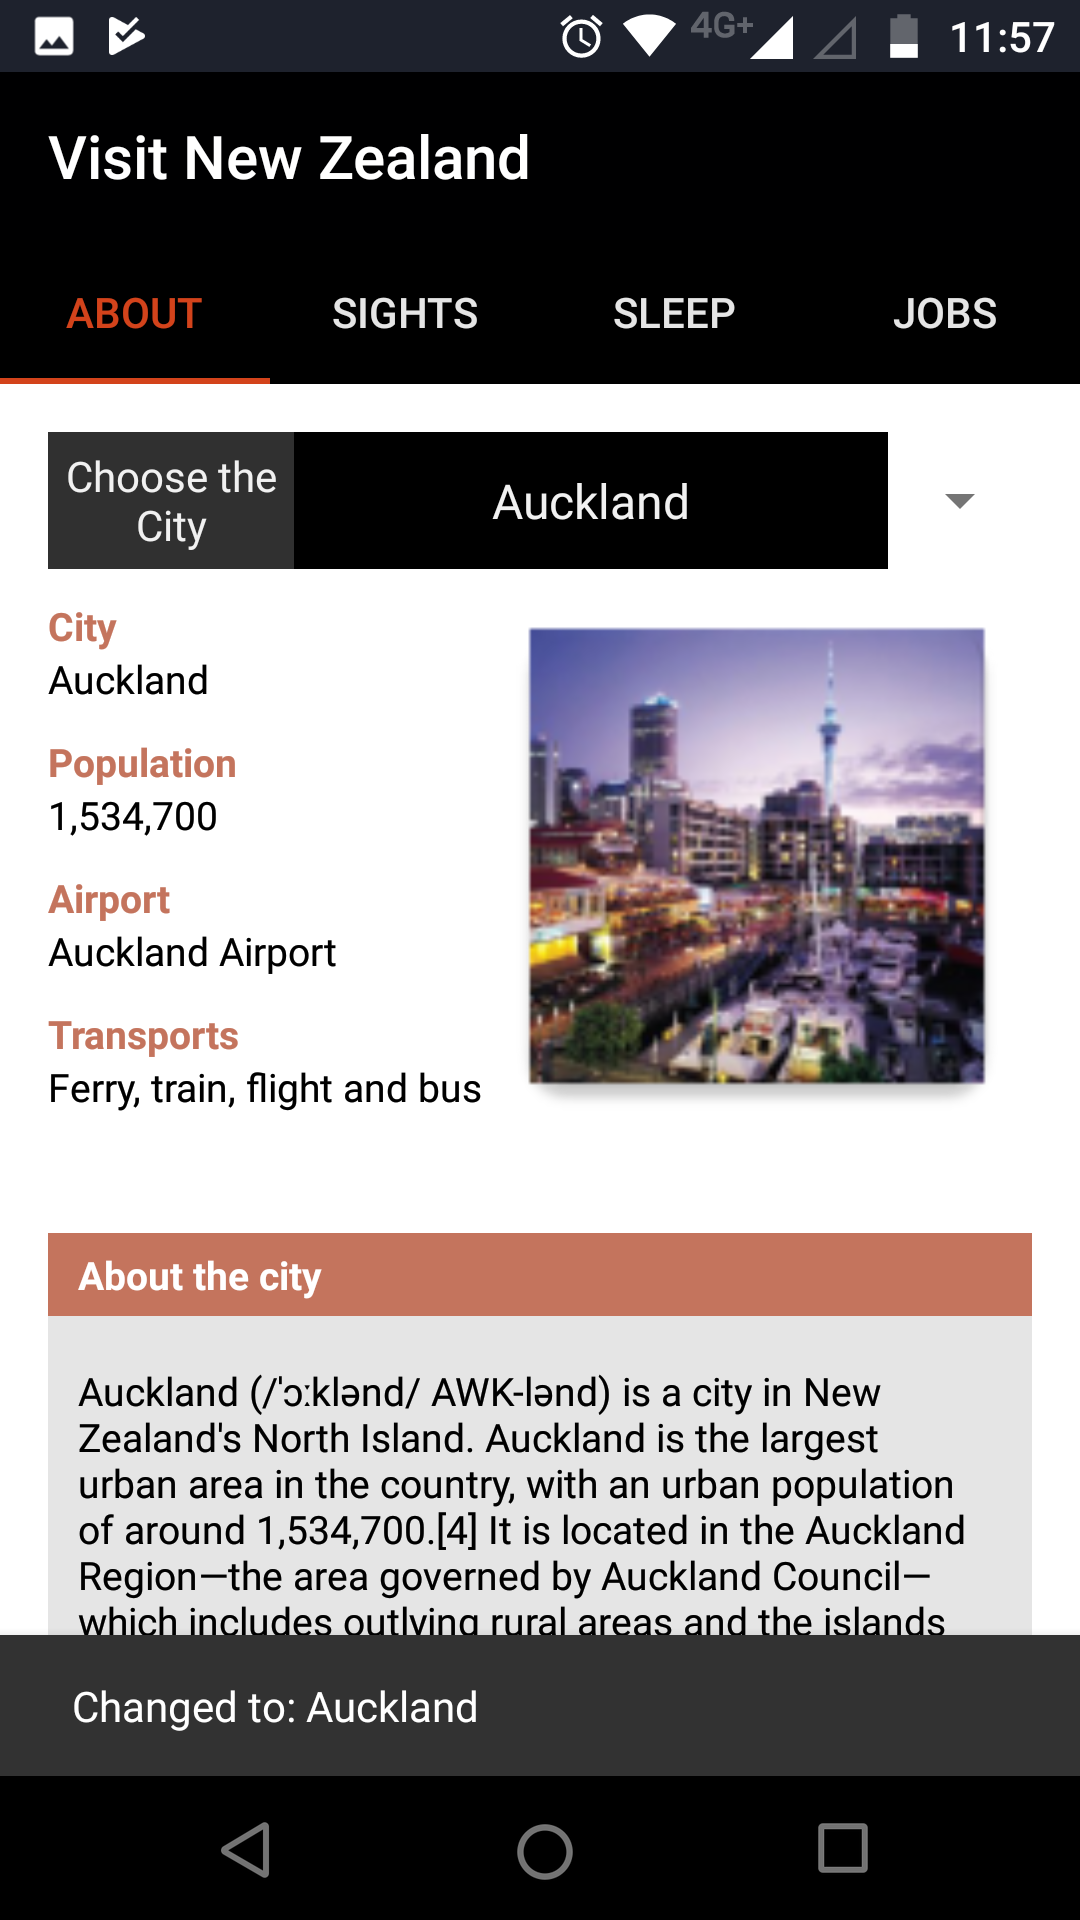 4G+ 11:57
Visit New Zealand
ABOUT SIGHTS SLEEP JOBS
Choose the
City
Auckland
City
Auckland
Population
1,534,700
Airport
Auckland Airport
Transports
Ferry, train, flight and bus
About the city
Auckland (/ˈɔːklənd/ AWK-lənd) is a city in New
Zealand's North Island. Auckland is the largest
urban area in the country, with an urban population
of around 1,534,700.[4] It is located in the Auckland
Region—the area governed by Auckland Council—
which includes outlying rural areas and the islands
Changed to: Auckland